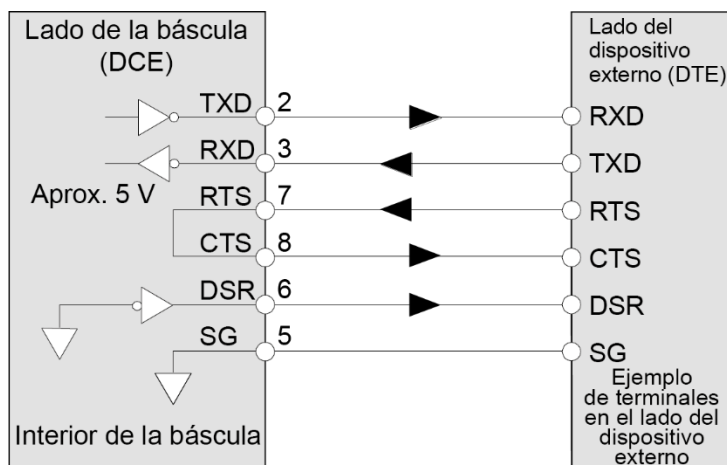 Lado de la báscula
(DCE)
TXD 2
RXD 3
Aprox. 5 V
RTS 7
CTS 8
DSR 6
SG 5
Interior de la báscula
Lado del
dispositivo
externo (DTE)
RXD
TXD
RTS
CTS
DSR
SG
Ejemplo
de terminales
en el lado del
dispositivo
externo